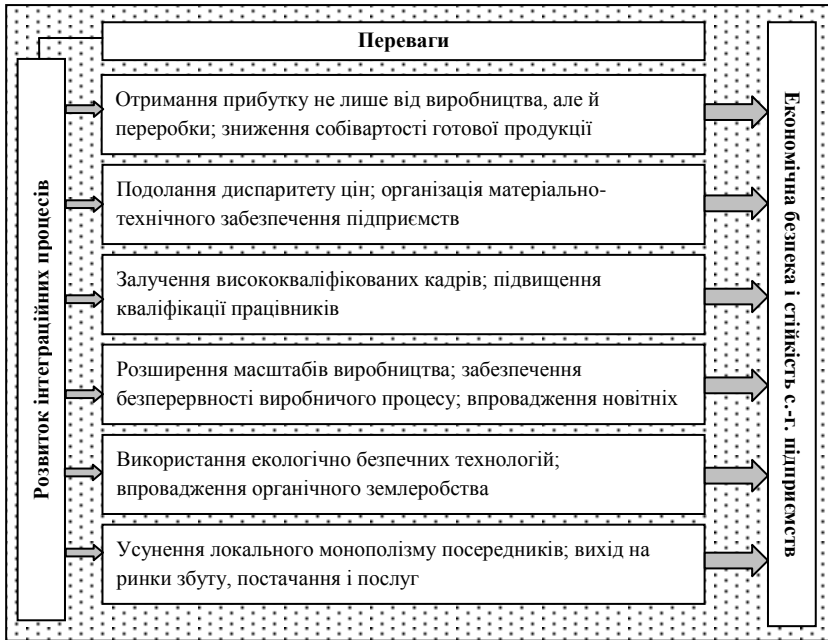 Переваги
Розвиток інтеграційних процесів
Отримання прибутку не лише від виробництва, але й
переробки; зниження собівартості готової продукції
Подолання диспаритету цін; організація матеріально-
технічного забезпечення підприємств
Залучення висококваліфікованих кадрів; підвищення
кваліфікації працівників
Розширення масштабів виробництва; забезпечення
безперервності виробничого процесу; впровадження новітніх
Використання екологічно безпечних технологій;
впровадження органічного землеробства
Усунення локального монополізму посередників; вихід на
ринки збуту, постачання і послуг
Економічна безпека і стійкість с.-г. підприємств